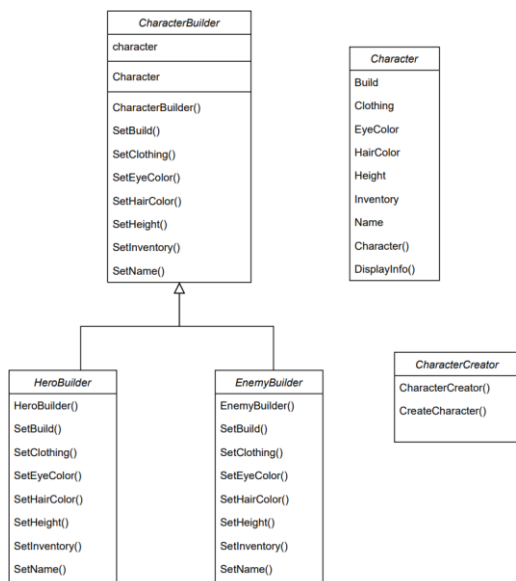 CharacterBuilder
character
Character
CharacterBuilder()
SetBuild()
SetClothing()
SetEyeColor()
SetHairColor()
SetHeight()
SetInventory()
SetName()
Character
Build
Clothing
EyeColor
HairColor
Height
Inventory
Name
Character()
DisplayInfo()
HeroBuilder
HeroBuilder()
SetBuild()
SetClothing()
SetEyeColor()
SetHairColor()
SetHeight()
SetInventory()
SetName()
EnemyBuilder
EnemyBuilder()
SetBuild()
SetClothing()
SetEyeColor()
SetHairColor()
SetHeight()
SetInventory()
SetName()
CharacterCreator
CharacterCreator()
CreateCharacter()